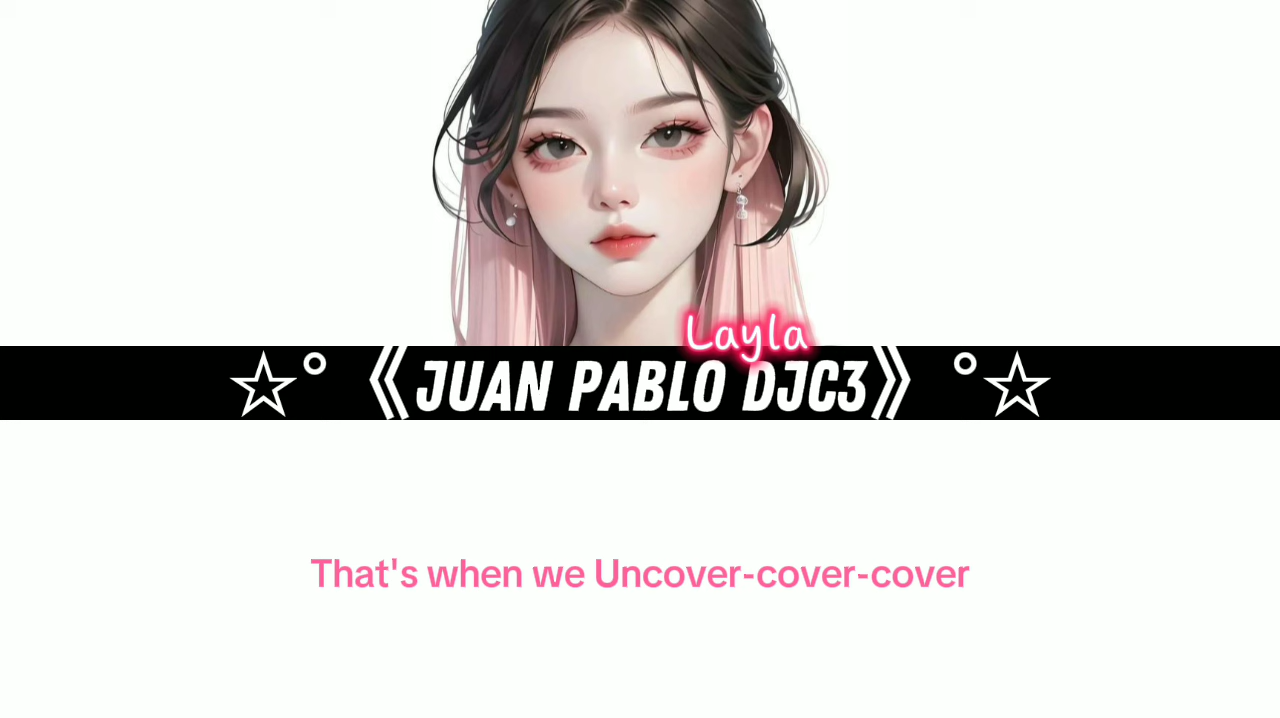 Layla
☆° 《JUAN PABLO DJC3》 °☆
That's when we Uncover-cover-cover